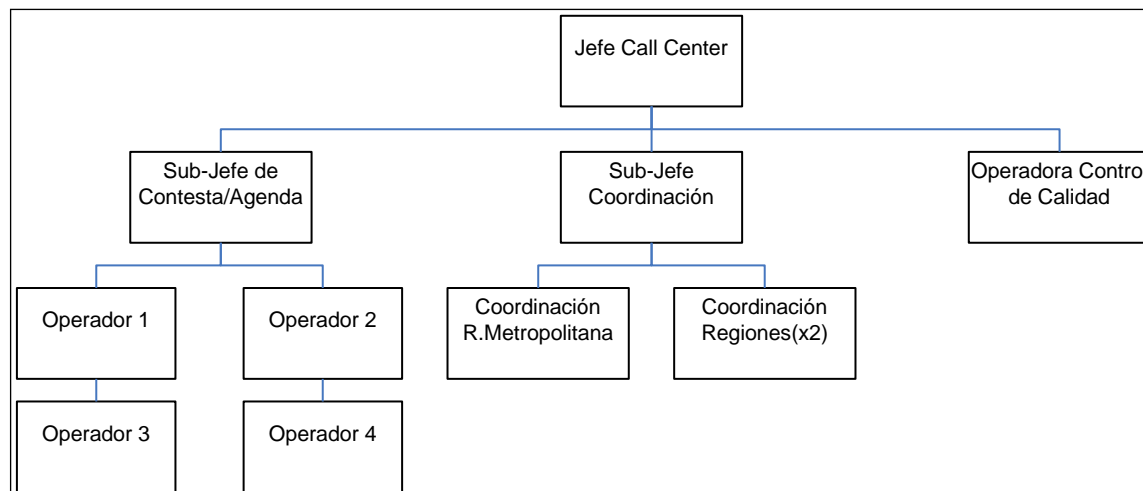 Jefe Call Center
Sub-Jefe de
Contesta/Agenda
Sub-Jefe
Coordinación
Operadora Contro
de Calidad
Operador 1
Operador 2
Coordinación
R.Metropolitana
Coordinación
Regiones(x2)
Operador 3
Operador 4